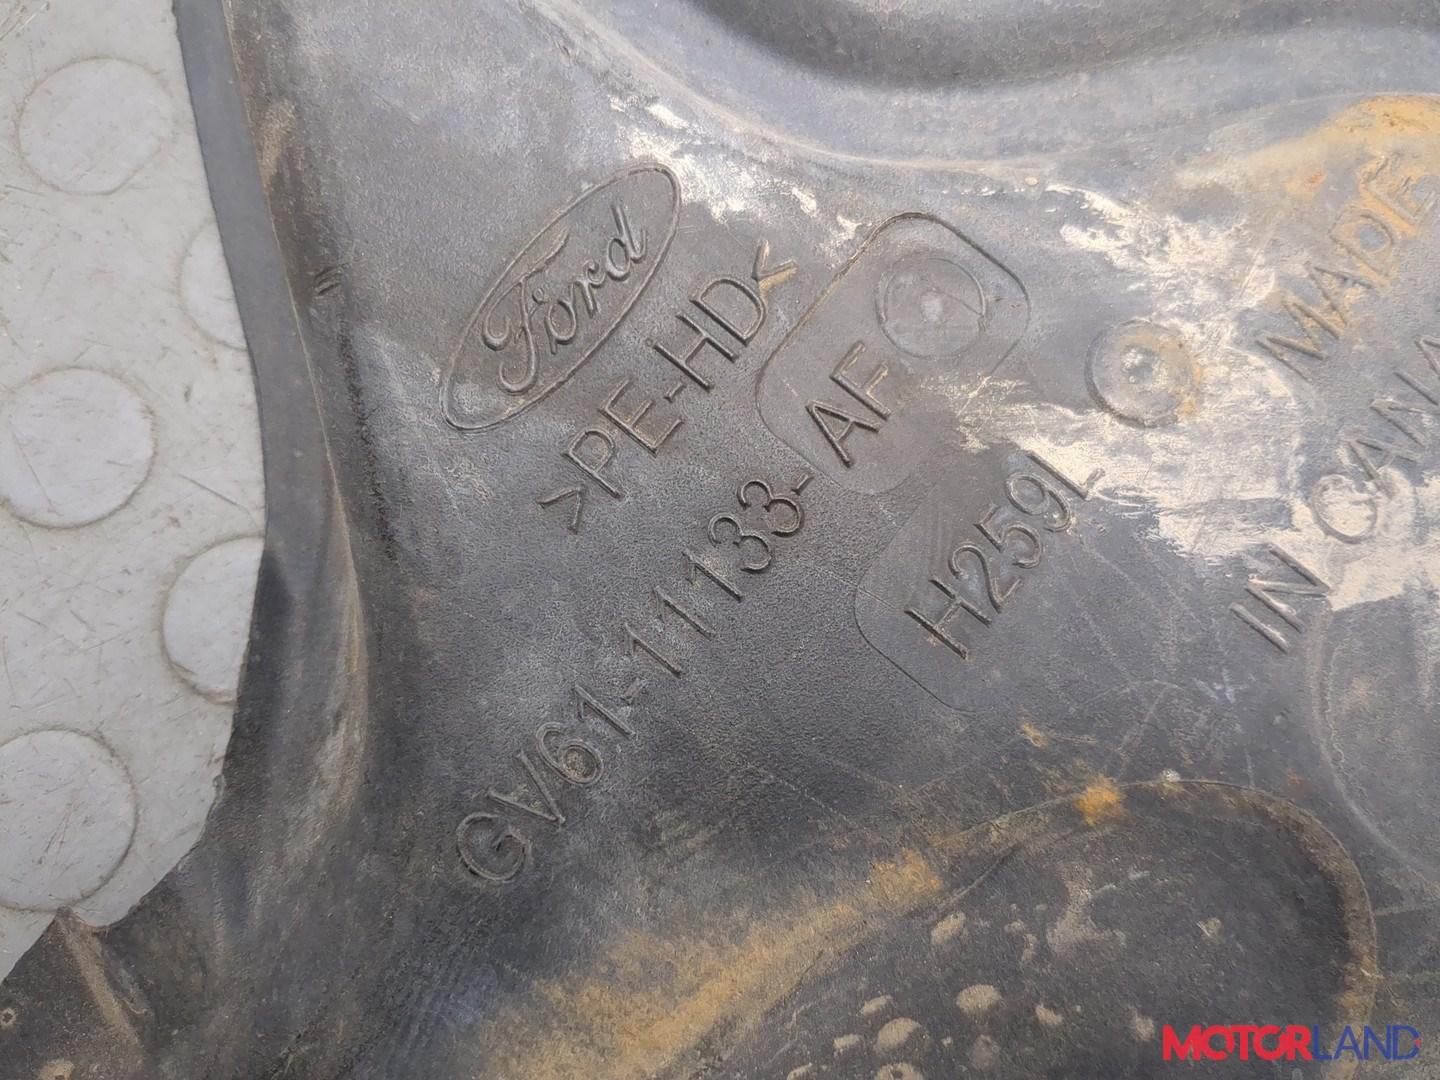 Ford
>PE-HD<
GV61-11133-AF
H259L
MADE
IN CANA
MOTORLAND